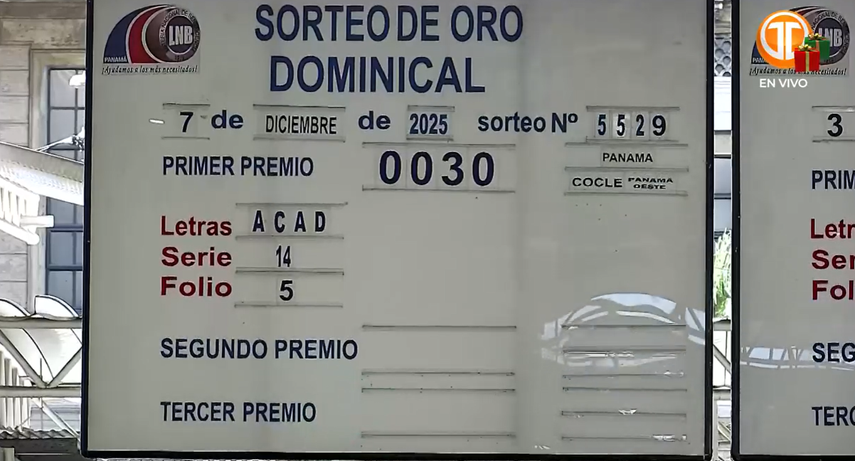 SORTEO DE ORO
DOMINICAL
LNB
PANAMÁ
¡Ayudamos a los más necesitados!
7 de DICIEMBRE de 2025 sorteo Nº 5529
PRIMER PREMIO 0030 PANAMA
COCLE PANAMA OESTE
Letras ACAD
Serie 14
Folio 5
SEGUNDO PREMIO
TERCER PREMIO
LNB
EN VIVO
3
PRIM
Letr
Ser
Fol
SEG
TERC